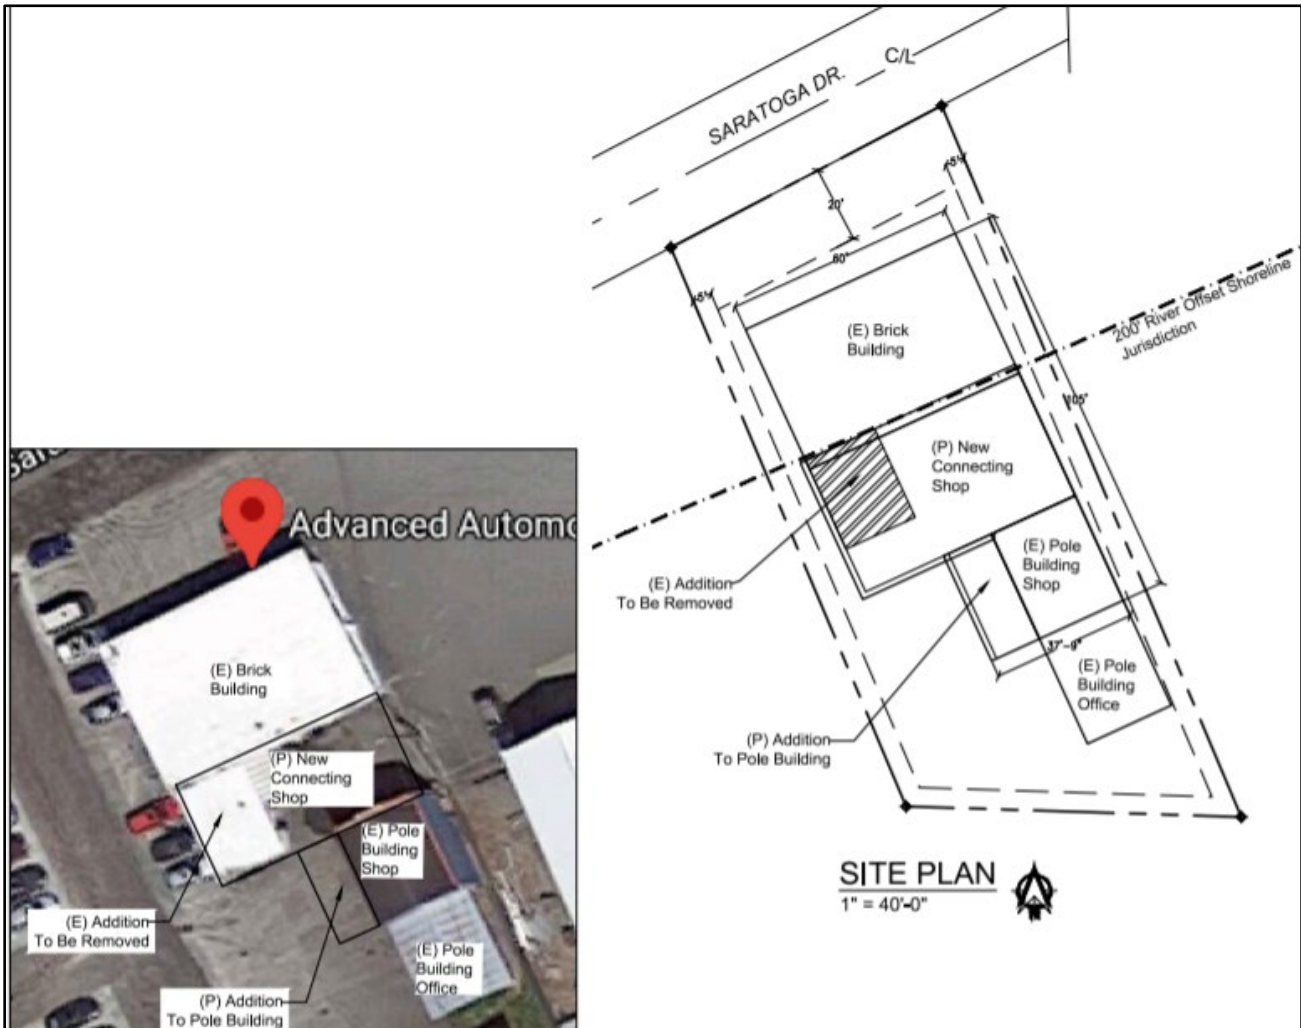 SARATOGA DR.
C/L
5'
20'
60'
5'
200' River Offset Shoreline
Jurisdiction
(E) Brick
Building
105'
(P) New
Connecting
Shop
(E) Pole
Building
Shop
(E) Addition
To Be Removed
37'-9"
(E) Pole
Building
Office
(P) Addition
To Pole Building
SITE PLAN
1" = 40'-0"
Advanced Automo
(E) Brick
Building
(P) New
Connecting
Shop
(E) Pole
Building
Shop
(E) Addition
To Be Removed
(E) Pole
Building
Office
(P) Addition
To Pole Building